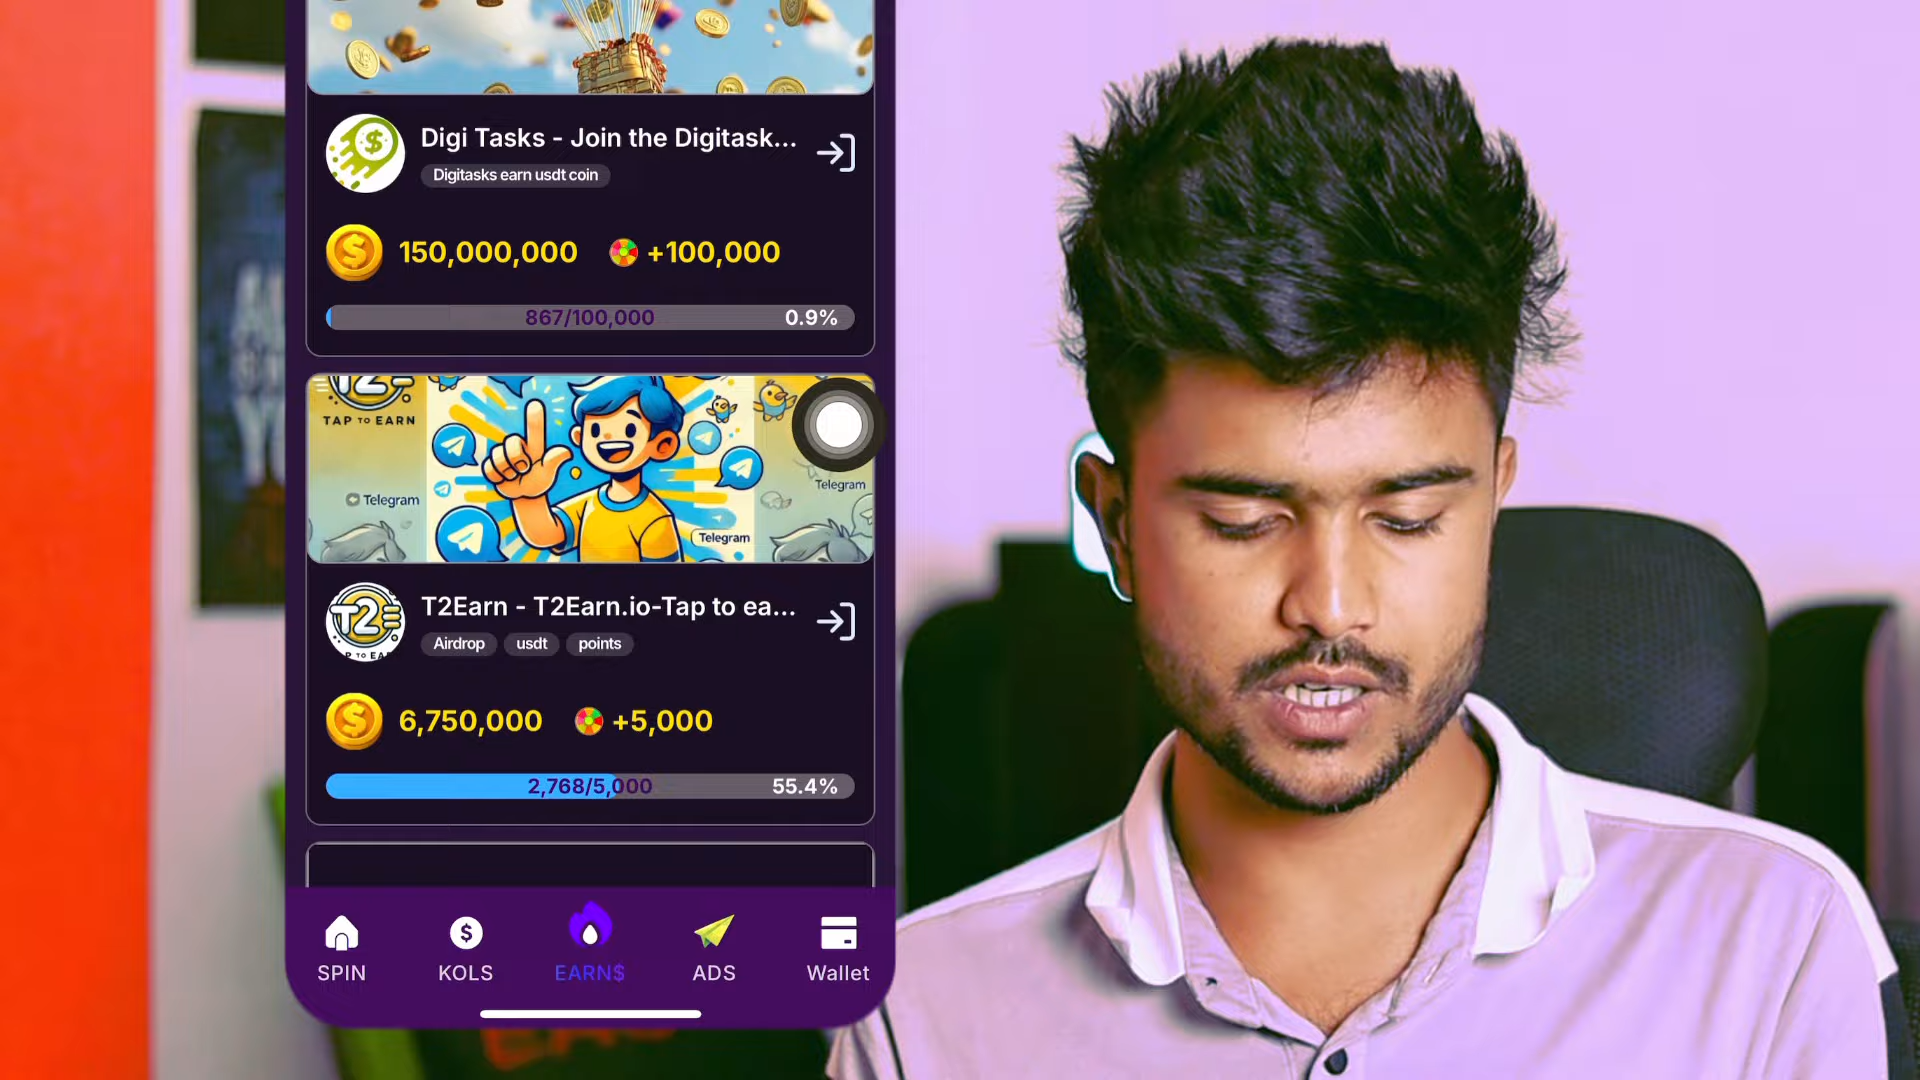 Digi Tasks - Join the Digitask...
Digitasks earn usdt coin
150,000,000 +100,000
867/100,000 0.9%
TAP TO EARN
Telegram
Telegram
Telegram
T2E
T2Earn - T2Earn.io-Tap to ea...
Airdrop usdt points
6,750,000 +5,000
2,768/5,000 55.4%
SPIN KOLS EARN$ ADS Wallet